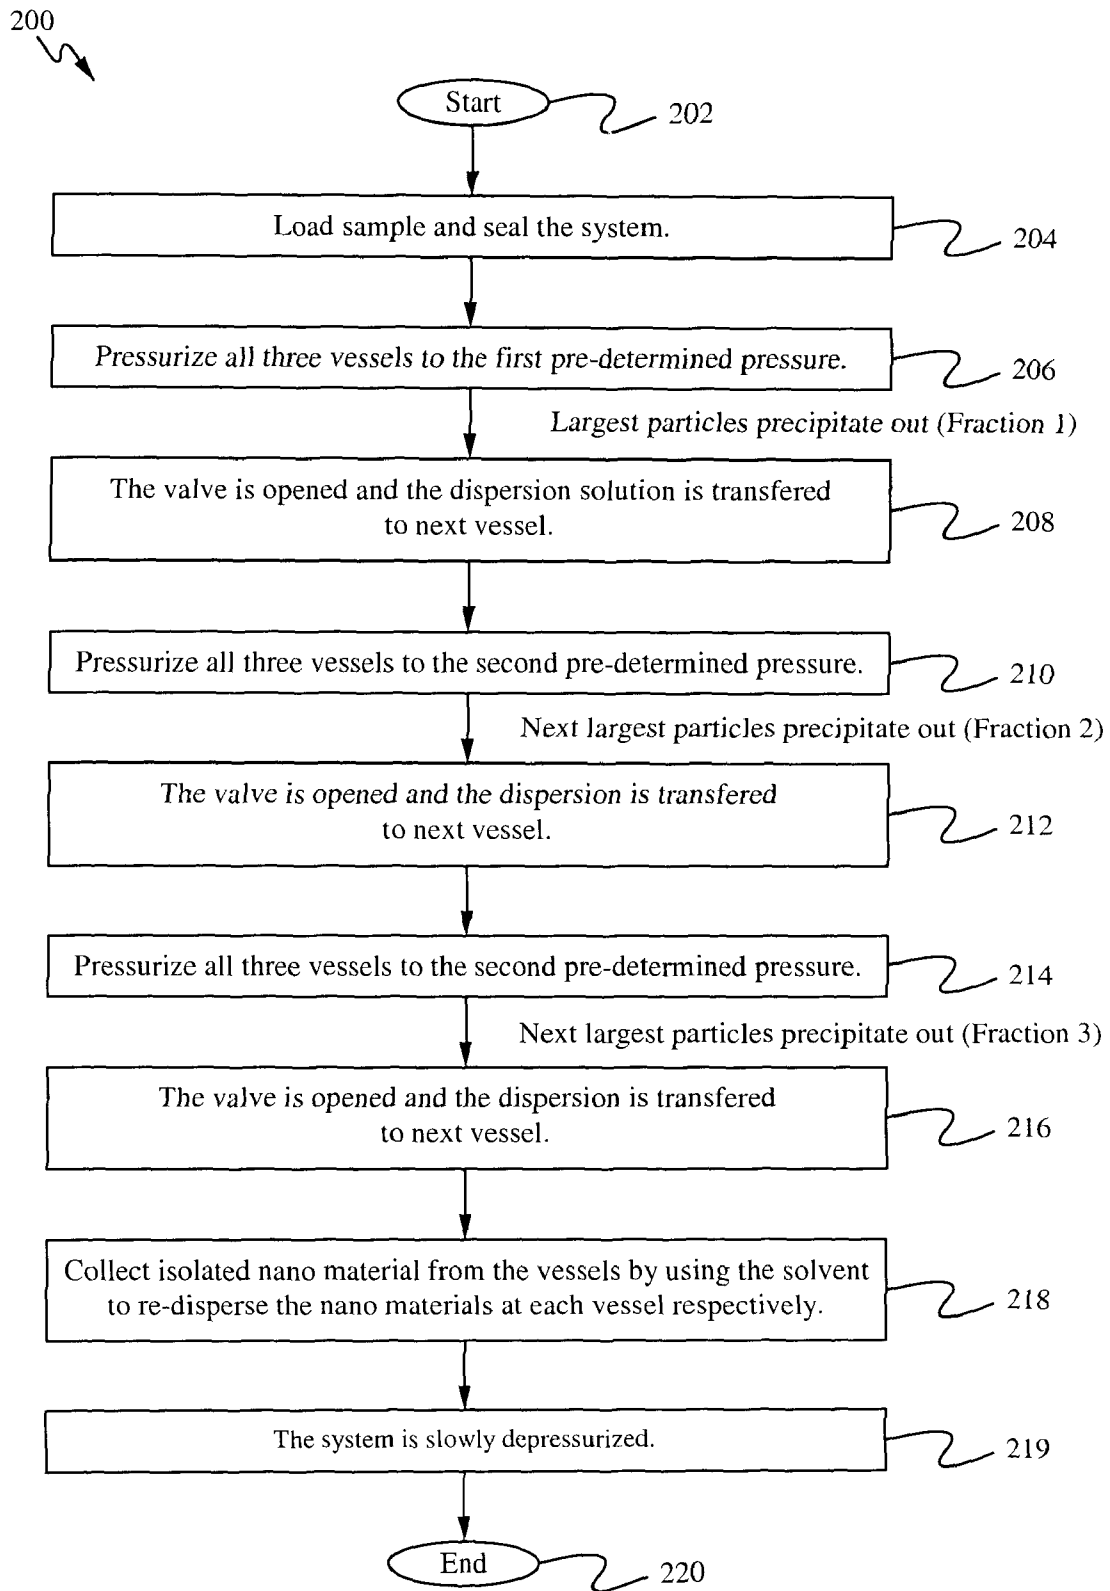 200
Start
202
Load sample and seal the system.
204
Pressurize all three vessels to the first pre-determined pressure.
206
Largest particles precipitate out (Fraction 1)
The valve is opened and the dispersion solution is transfered
to next vessel.
208
Pressurize all three vessels to the second pre-determined pressure.
210
Next largest particles precipitate out (Fraction 2)
The valve is opened and the dispersion is transfered
to next vessel.
212
Pressurize all three vessels to the second pre-determined pressure.
214
Next largest particles precipitate out (Fraction 3)
The valve is opened and the dispersion is transfered
to next vessel.
216
Collect isolated nano material from the vessels by using the solvent
to re-disperse the nano materials at each vessel respectively.
218
The system is slowly depressurized.
219
End
220